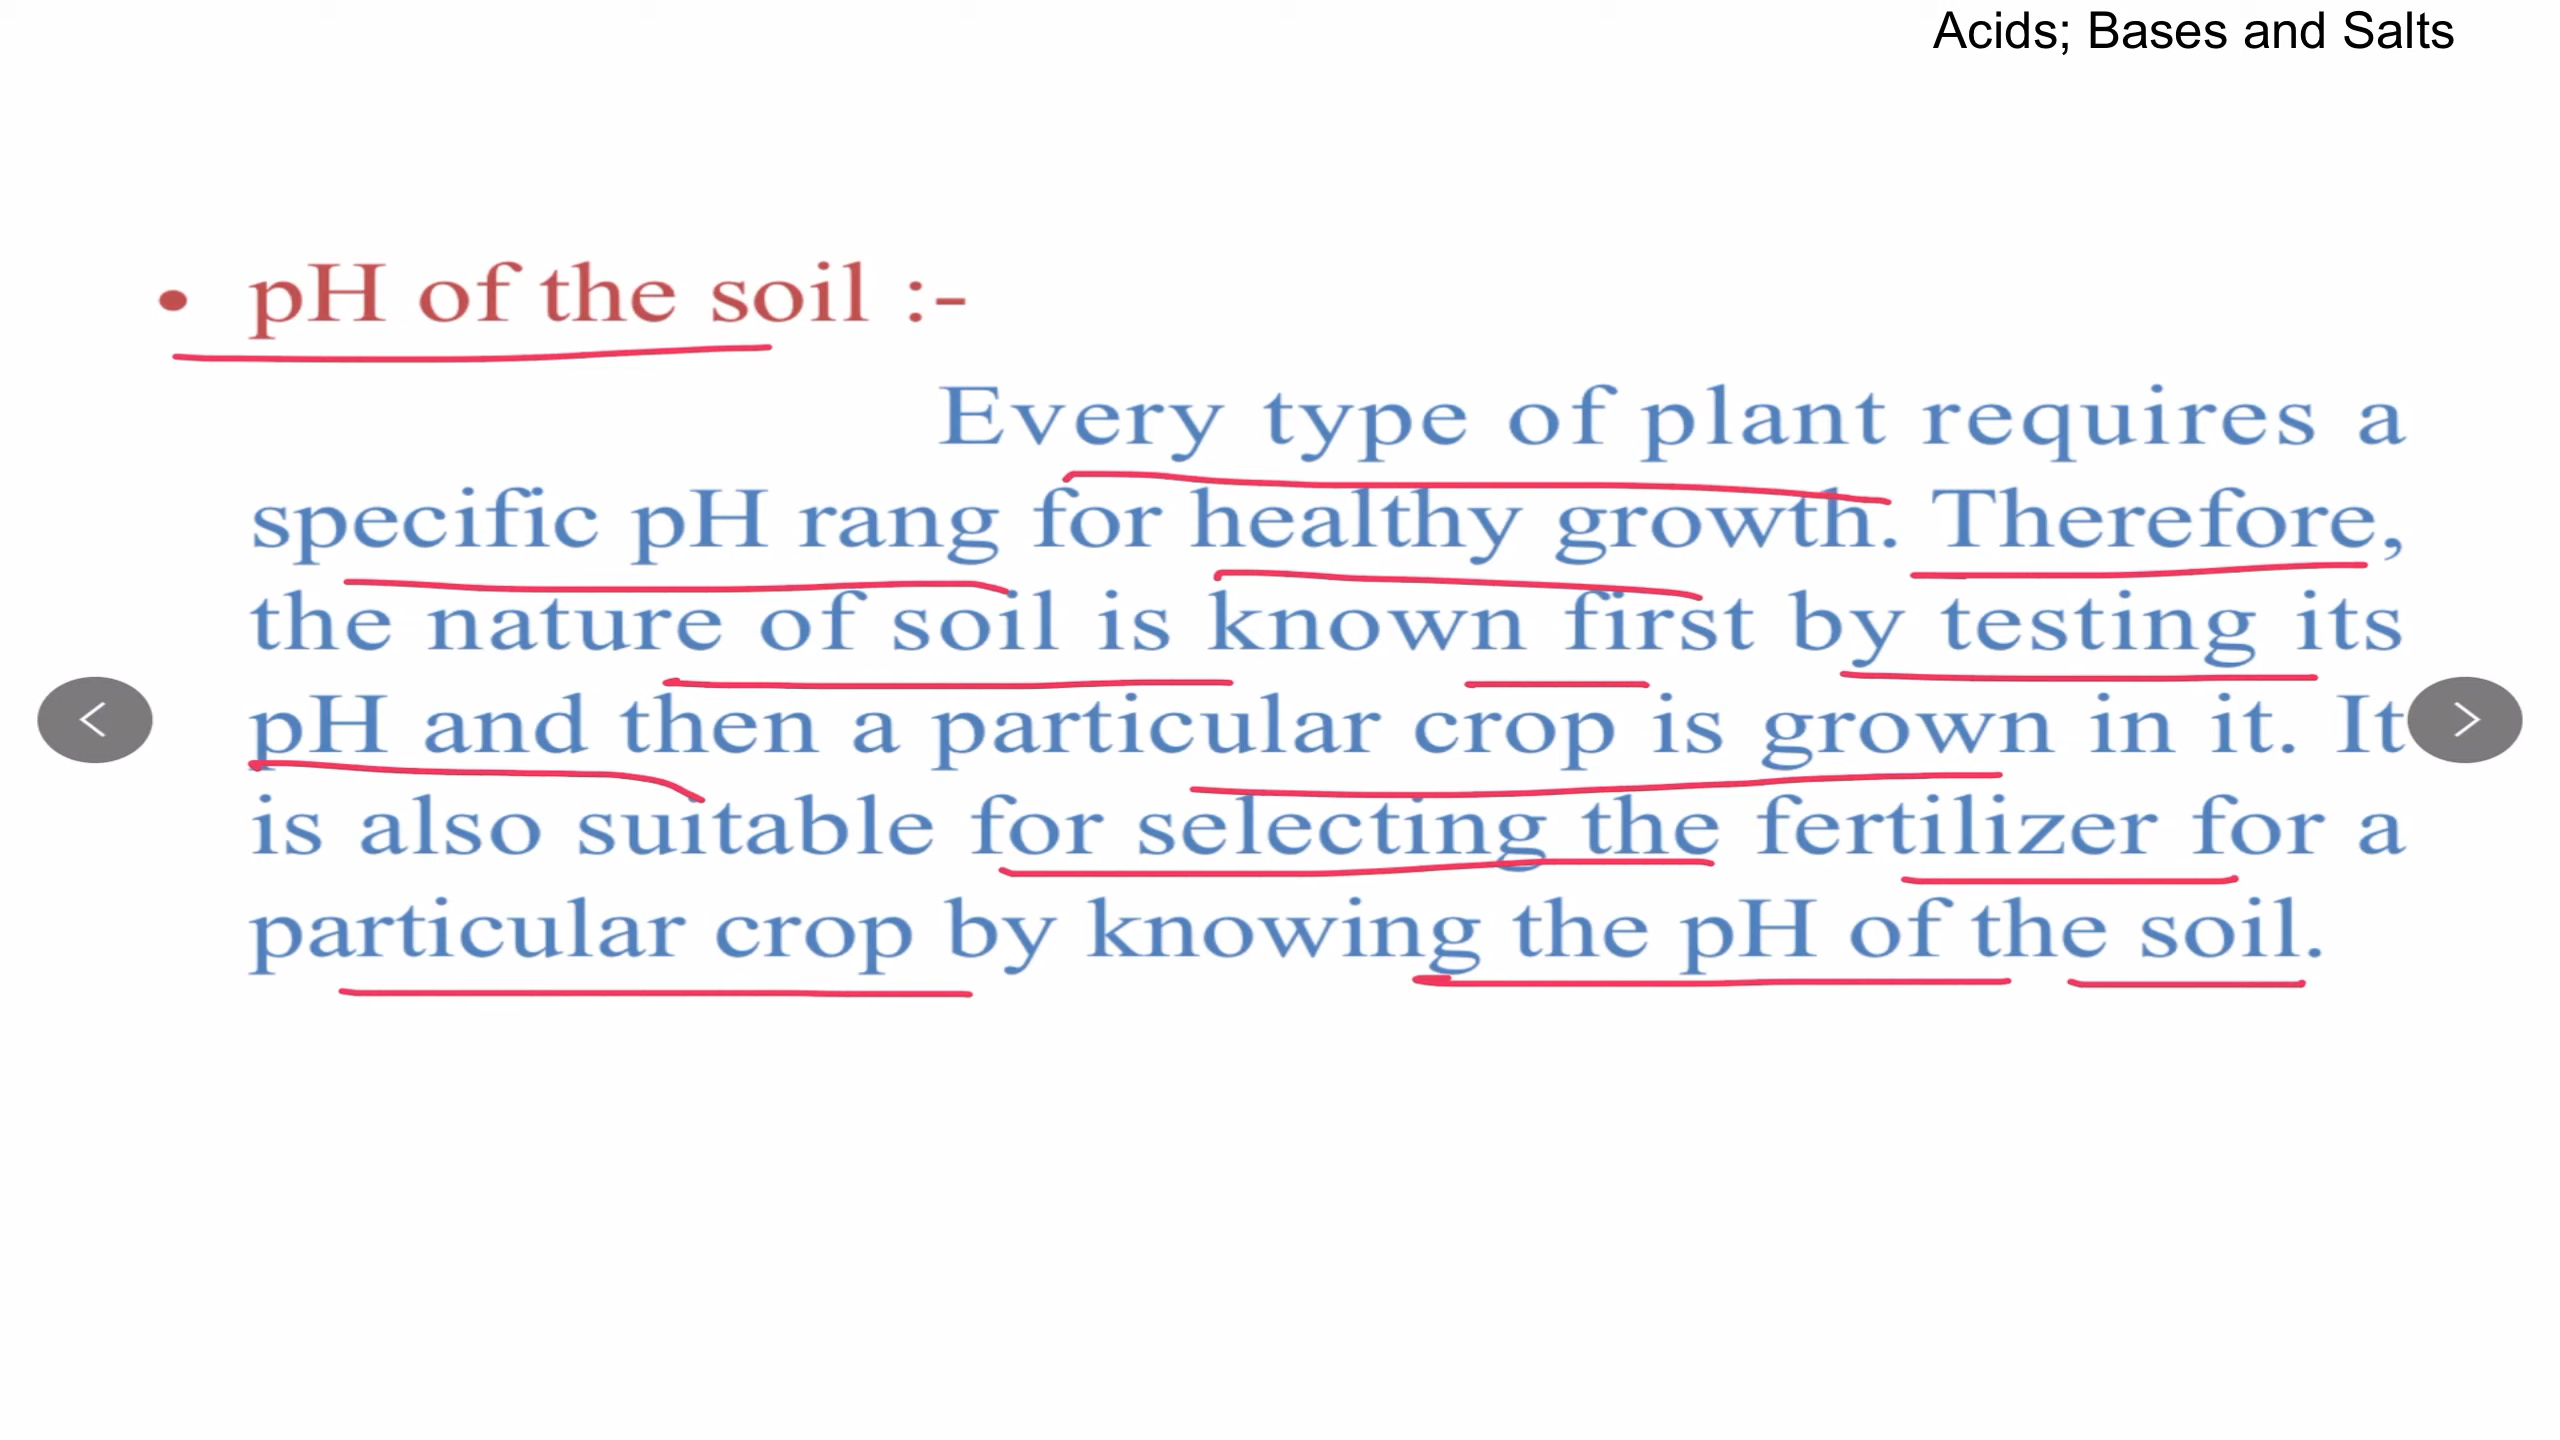 Acids; Bases and Salts
• pH of the soil :-
Every type of plant requires a
specific pH rang for healthy growth. Therefore,
the nature of soil is known first by testing its
pH and then a particular crop is grown in it. It
is also suitable for selecting the fertilizer for a
particular crop by knowing the pH of the soil.